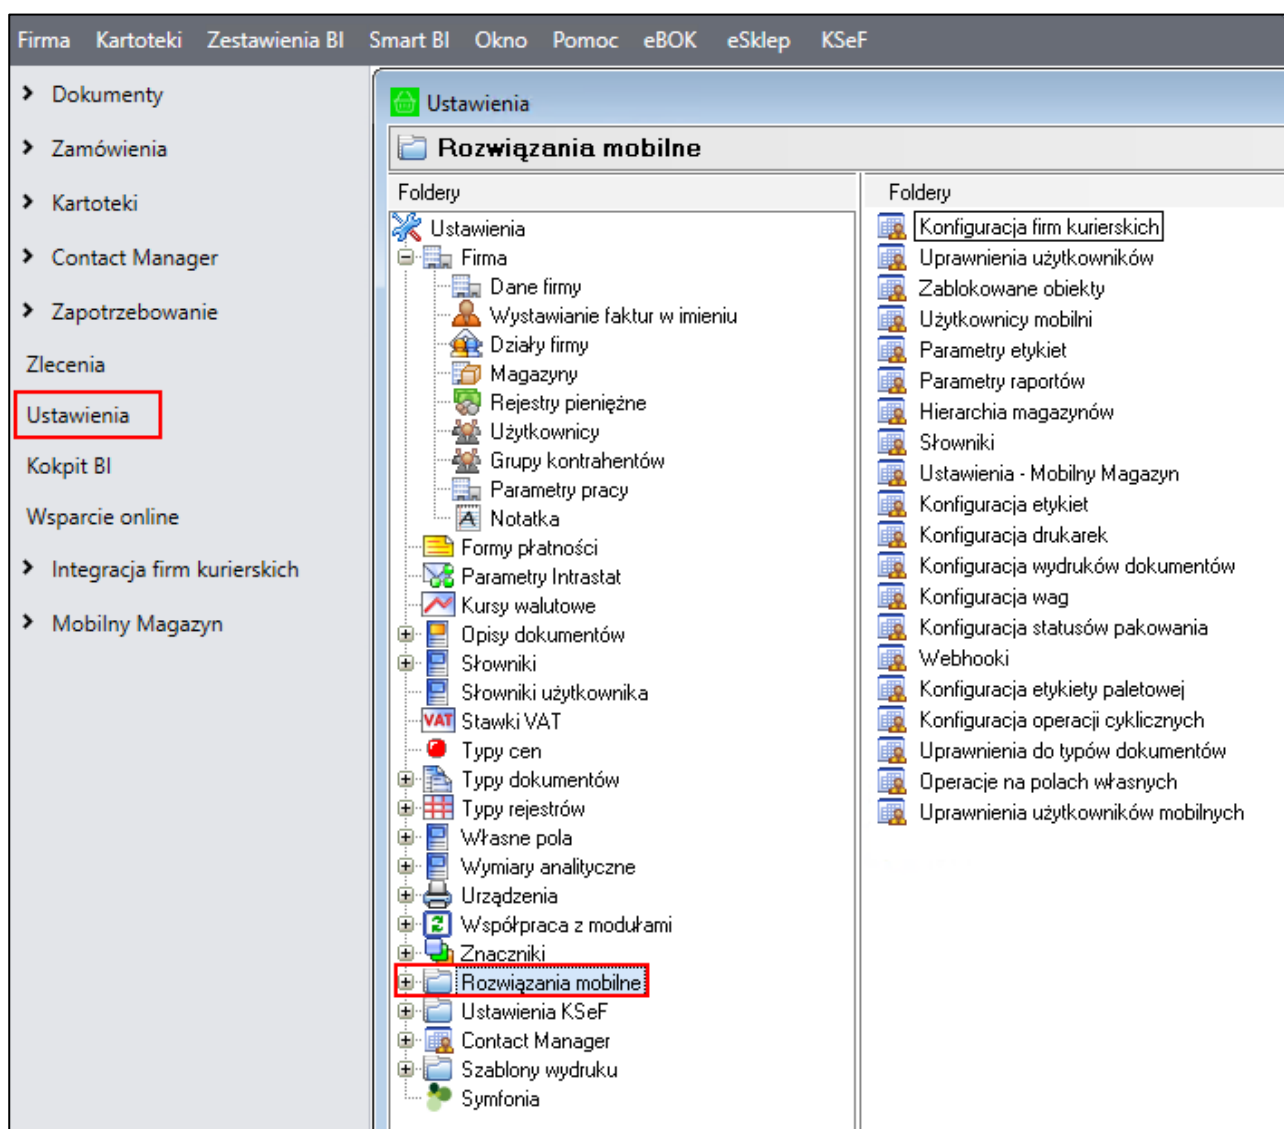 Firma Kartoteki Zestawienia BI Smart BI Okno Pomoc eBOK eSklep KSeF
Dokumenty
Zamówienia
Kartoteki
Contact Manager
Zapotrzebowanie
Zlecenia
Ustawienia
Kokpit BI
Wsparcie online
Integracja firm kurierskich
Mobilny Magazyn
Ustawienia
Rozwiązania mobilne
Foldery
Ustawienia
Firma
Dane firmy
Wystawianie faktur w imieniu
Działy firmy
Magazyny
Rejestry pieniężne
Użytkownicy
Grupy kontrahentów
Parametry pracy
Notatka
Formy płatności
Parametry Intrastat
Kursy walutowe
Opisy dokumentów
Słowniki
Słowniki użytkownika
VAT Stawki VAT
Typy cen
Typy dokumentów
Typy rejestrów
Własne pola
Wymiary analityczne
Urządzenia
Współpraca z modułami
Znaczniki
Rozwiązania mobilne
Ustawienia KSeF
Contact Manager
Szablony wydruku
Symfonia
Foldery
Konfiguracja firm kurierskich
Uprawnienia użytkowników
Zablokowane obiekty
Użytkownicy mobilni
Parametry etykiet
Parametry raportów
Hierarchia magazynów
Słowniki
Ustawienia - Mobilny Magazyn
Konfiguracja etykiet
Konfiguracja drukarek
Konfiguracja wydruków dokumentów
Konfiguracja wag
Konfiguracja statusów pakowania
Webhooki
Konfiguracja etykiety paletowej
Konfiguracja operacji cyklicznych
Uprawnienia do typów dokumentów
Operacje na polach własnych
Uprawnienia użytkowników mobilnych